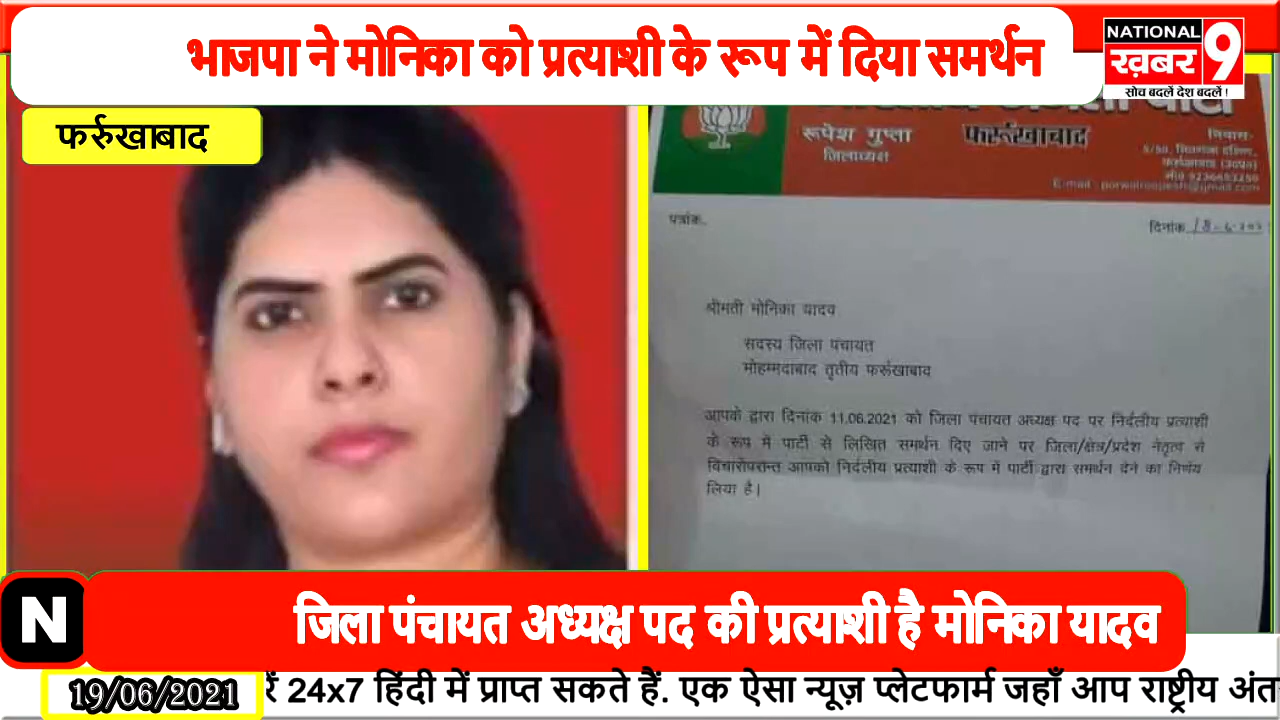 भाजपा ने मोनिका को प्रत्याशी के रूप में दिया समर्थन
NATIONAL
ख़बर 9
सोच बदलें देश बदलें !
फर्रुखाबाद
पार्टी
रूपेश गुप्ता
जिलाध्यक्ष
फर्रूखाबाद
निवास-
फर्रूखाबाद (उ०प्र०)
पत्रांक.
दिनांक
श्रीमती मोनिका यादव
सदस्य जिला पंचायत
मोहम्मदाबाद तृतीय फर्रूखाबाद
आपके द्वारा दिनांक 11.06.2021 को जिला पंचायत अध्यक्ष पद पर निर्दलीय प्रत्याशी
के रूप में पार्टी से लिखित समर्थन दिए जाने पर जिला/क्षेत्र/प्रदेश नेतृत्व से
विचारोपरान्त आपको निर्दलीय प्रत्याशी के रूप में पार्टी द्वारा समर्थन देने का निर्णय
लिया है।
N
जिला पंचायत अध्यक्ष पद की प्रत्याशी है मोनिका यादव
19/06/2021
रें 24x7 हिंदी में प्राप्त सकते हैं. एक ऐसा न्यूज़ प्लेटफार्म जहाँ आप राष्ट्रीय अंत